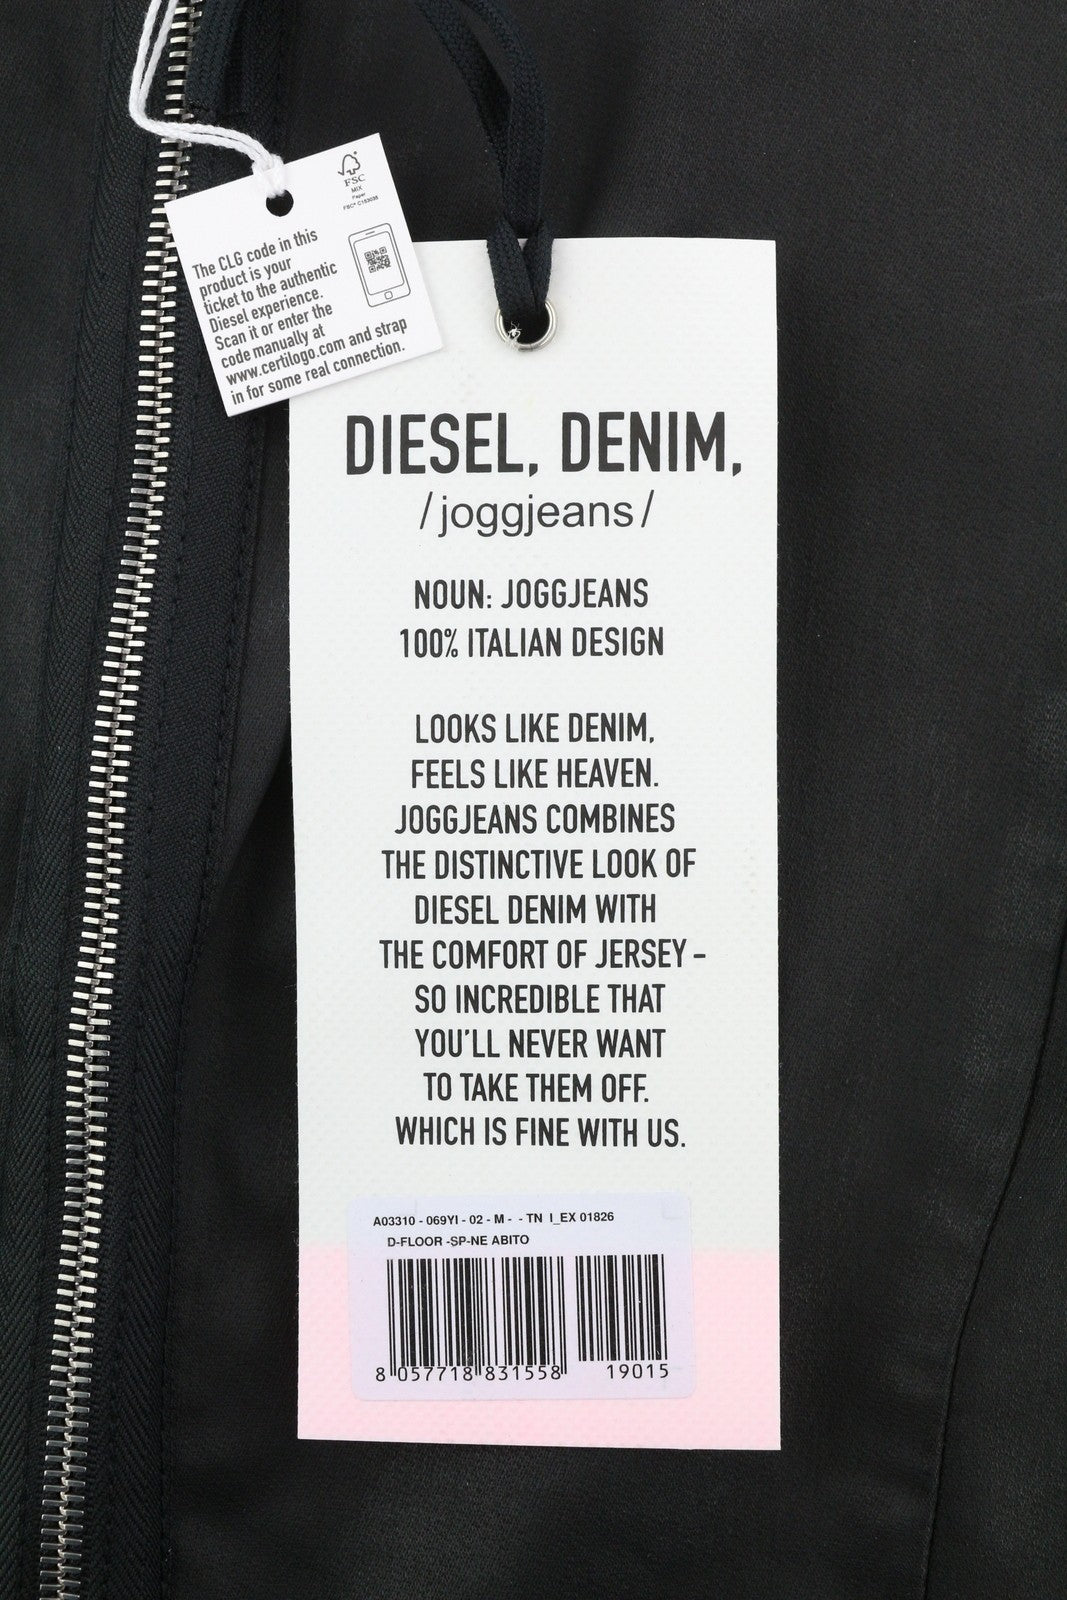 FSC
MIX
Paper
FSC® C153035
The CLG code in this
product is your
ticket to the authentic
Diesel experience.
Scan it or enter the
code manually at
www.certilogo.com and strap
in for some real connection.
DIESEL, DENIM,
/joggjeans/
NOUN: JOGGJEANS
100% ITALIAN DESIGN
LOOKS LIKE DENIM,
FEELS LIKE HEAVEN.
JOGGJEANS COMBINES
THE DISTINCTIVE LOOK OF
DIESEL DENIM WITH
THE COMFORT OF JERSEY -
SO INCREDIBLE THAT
YOU'LL NEVER WANT
TO TAKE THEM OFF.
WHICH IS FINE WITH US.
A03310 - 069YI - 02 - M - - TN I_EX 01826
D-FLOOR -SP-NE ABITO
8 057718 831558 19015